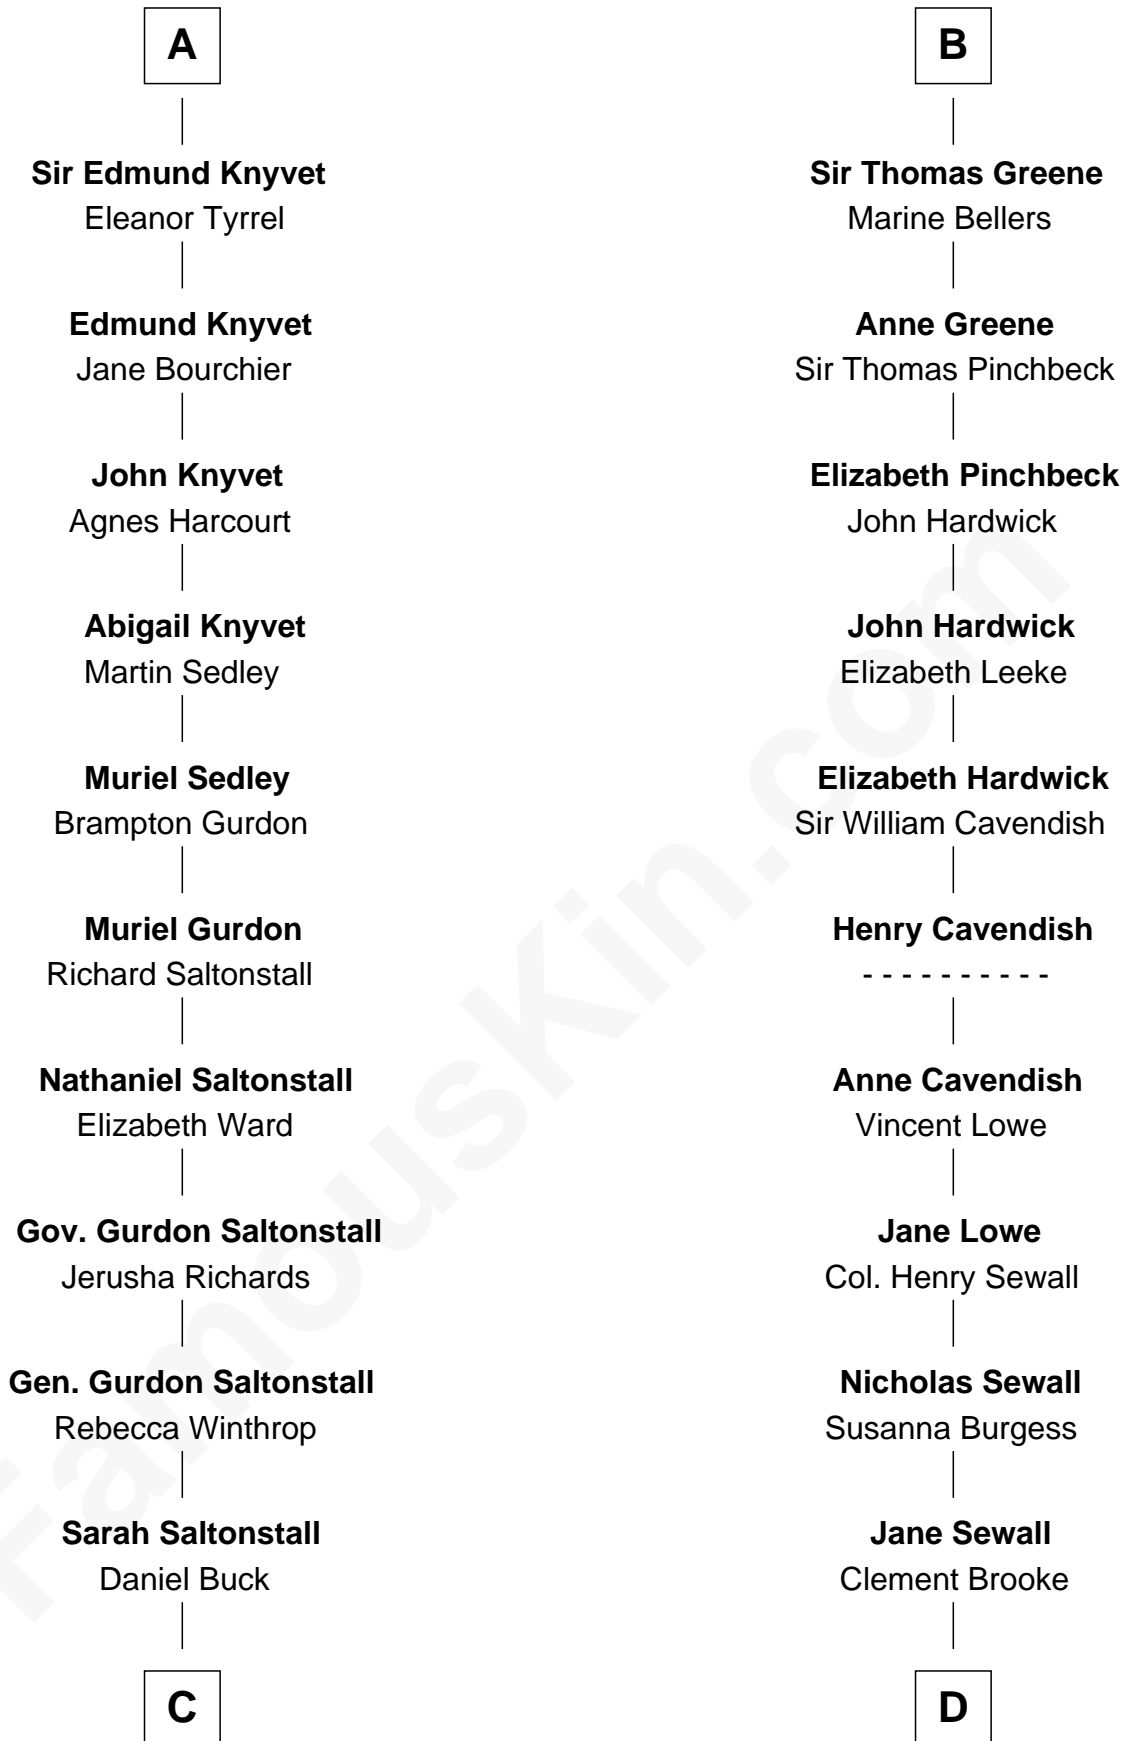 A
Sir Edmund Knyvet
Eleanor Tyrrel
Edmund Knyvet
Jane Bourchier
John Knyvet
Agnes Harcourt
Abigail Knyvet
Martin Sedley
Muriel Sedley
Brampton Gurdon
Muriel Gurdon
Richard Saltonstall
Nathaniel Saltonstall
Elizabeth Ward
Gov. Gurdon Saltonstall
Jerusha Richards
Gen. Gurdon Saltonstall
Rebecca Winthrop
Sarah Saltonstall
Daniel Buck
C
B
Sir Thomas Greene
Marine Bellers
Anne Greene
Sir Thomas Pinchbeck
Elizabeth Pinchbeck
John Hardwick
John Hardwick
Elizabeth Leeke
Elizabeth Hardwick
Sir William Cavendish
Henry Cavendish
- - - - - - - - - -
Anne Cavendish
Vincent Lowe
Jane Lowe
Col. Henry Sewall
Nicholas Sewall
Susanna Burgess
Jane Sewall
Clement Brooke
D
FamousKin.com